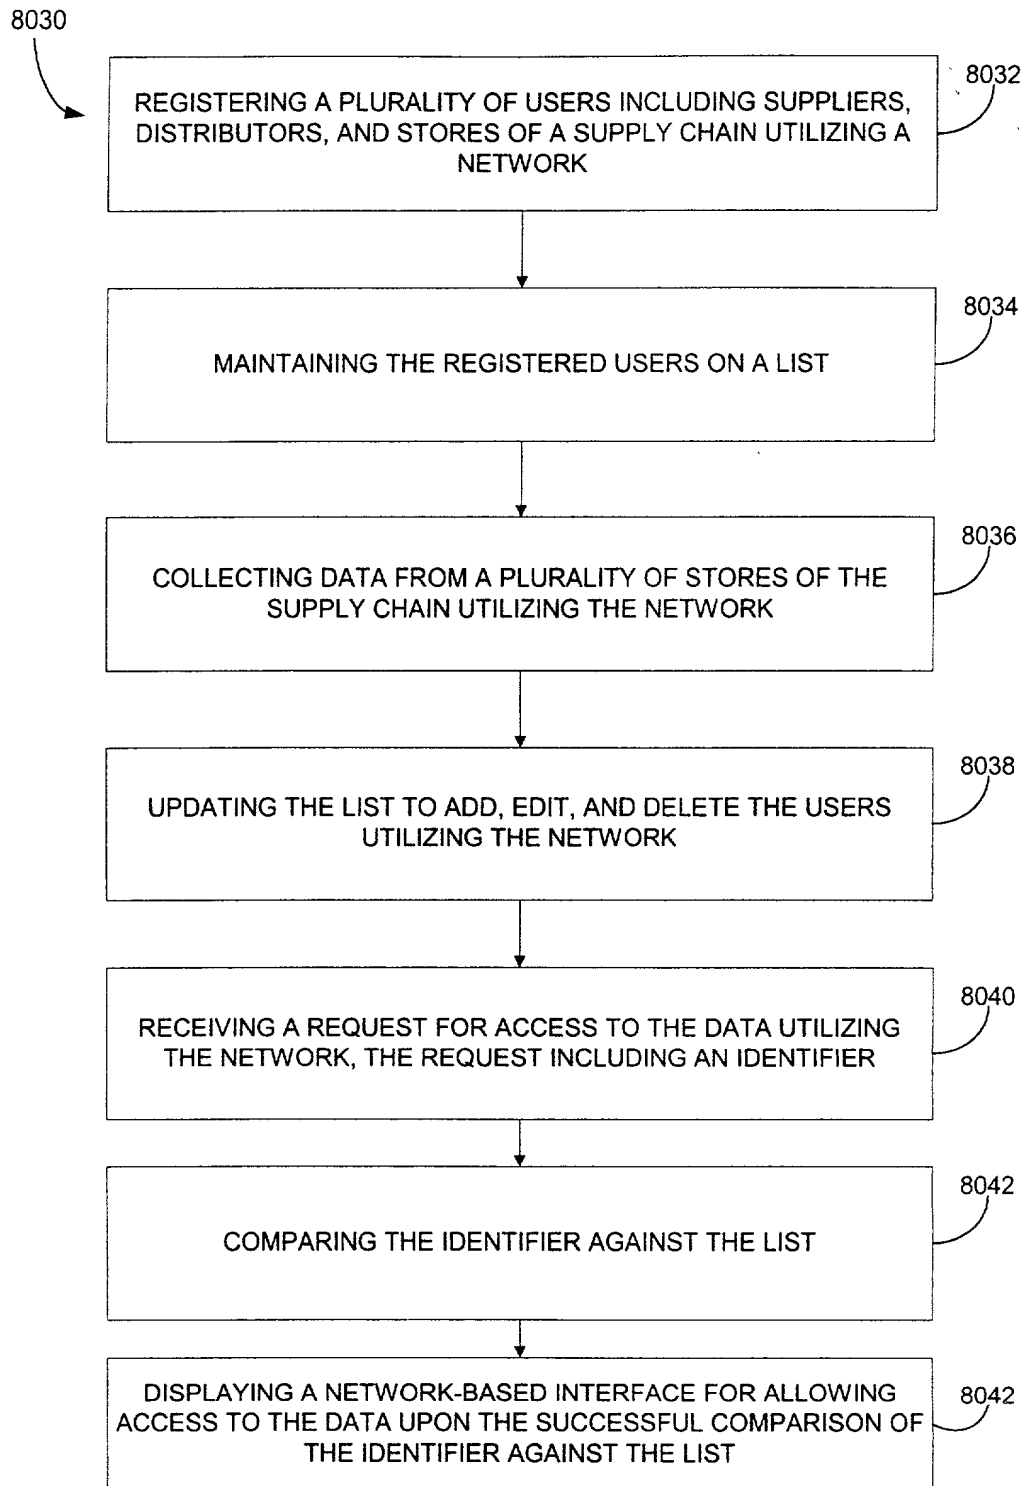 8030
8032
REGISTERING A PLURALITY OF USERS INCLUDING SUPPLIERS,
DISTRIBUTORS, AND STORES OF A SUPPLY CHAIN UTILIZING A
NETWORK
8034
MAINTAINING THE REGISTERED USERS ON A LIST
8036
COLLECTING DATA FROM A PLURALITY OF STORES OF THE
SUPPLY CHAIN UTILIZING THE NETWORK
8038
UPDATING THE LIST TO ADD, EDIT, AND DELETE THE USERS
UTILIZING THE NETWORK
8040
RECEIVING A REQUEST FOR ACCESS TO THE DATA UTILIZING
THE NETWORK, THE REQUEST INCLUDING AN IDENTIFIER
8042
COMPARING THE IDENTIFIER AGAINST THE LIST
8042
DISPLAYING A NETWORK-BASED INTERFACE FOR ALLOWING
ACCESS TO THE DATA UPON THE SUCCESSFUL COMPARISON OF
THE IDENTIFIER AGAINST THE LIST